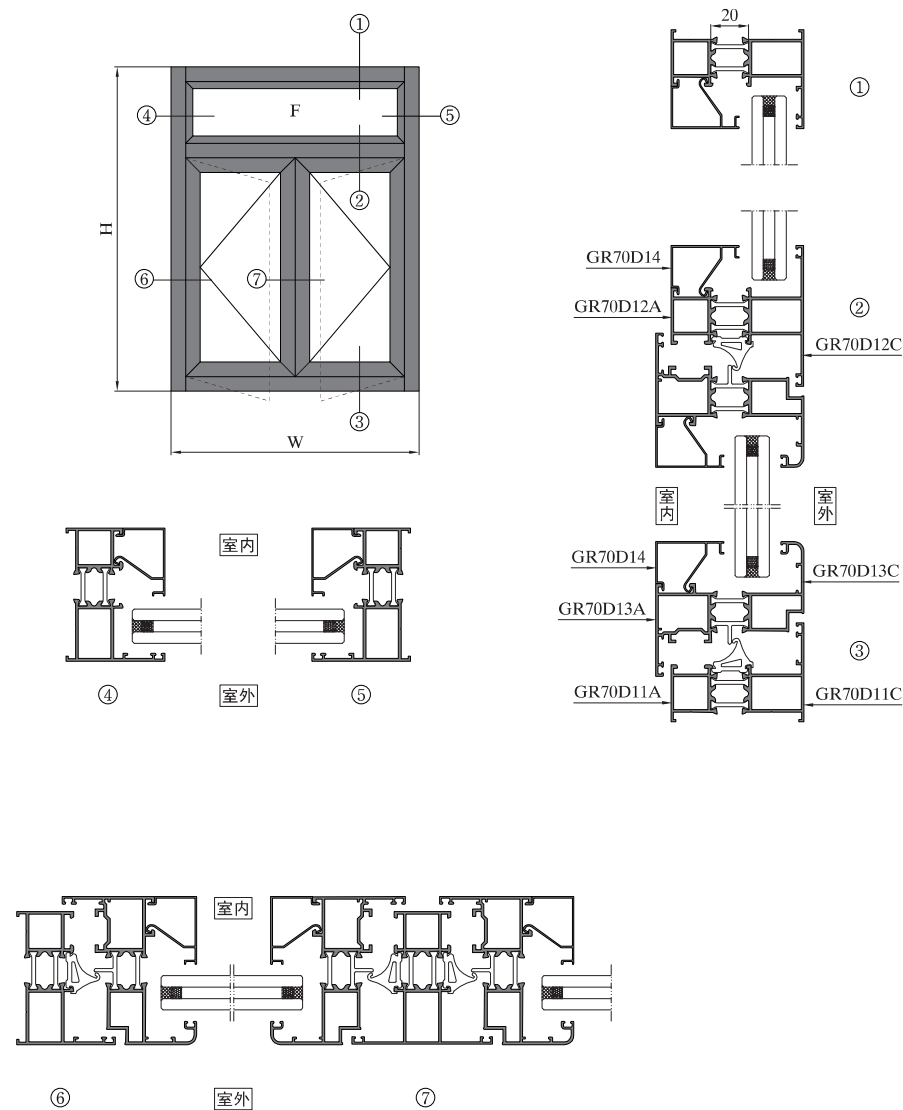 ①
④
F
⑤
②
H
⑥
⑦
③
W
20
①
GR70D14
GR70D12A
②
GR70D12C
室内
室外
GR70D14
GR70D13C
GR70D13A
③
GR70D11A
GR70D11C
室内
④
室外
⑤
室内
⑥
室外
⑦